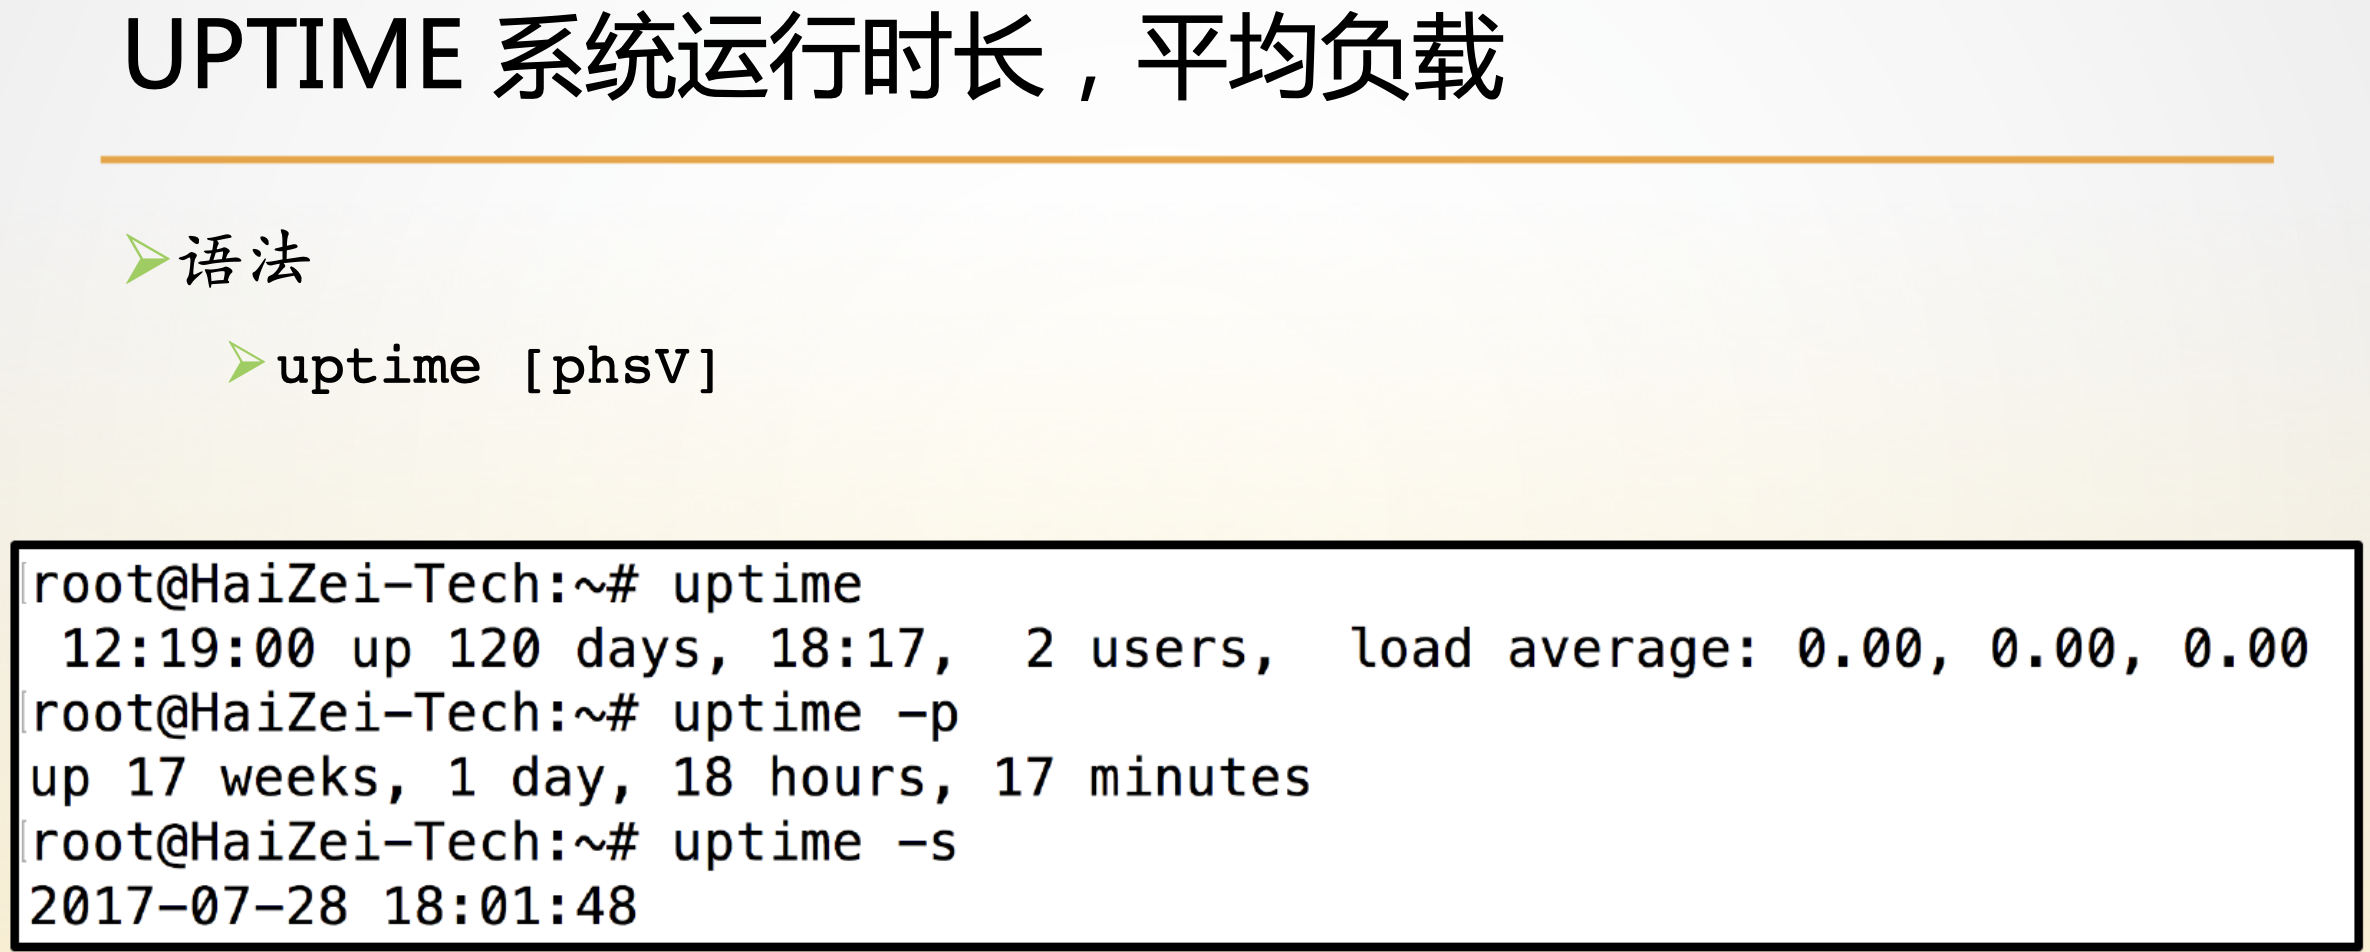 UPTIME 系统运行时长，平均负载
语法
uptime [phsV]
root@HaiZei-Tech:~# uptime
 12:19:00 up 120 days, 18:17,  2 users,  load average: 0.00, 0.00, 0.00
root@HaiZei-Tech:~# uptime -p
up 17 weeks, 1 day, 18 hours, 17 minutes
root@HaiZei-Tech:~# uptime -s
2017-07-28 18:01:48